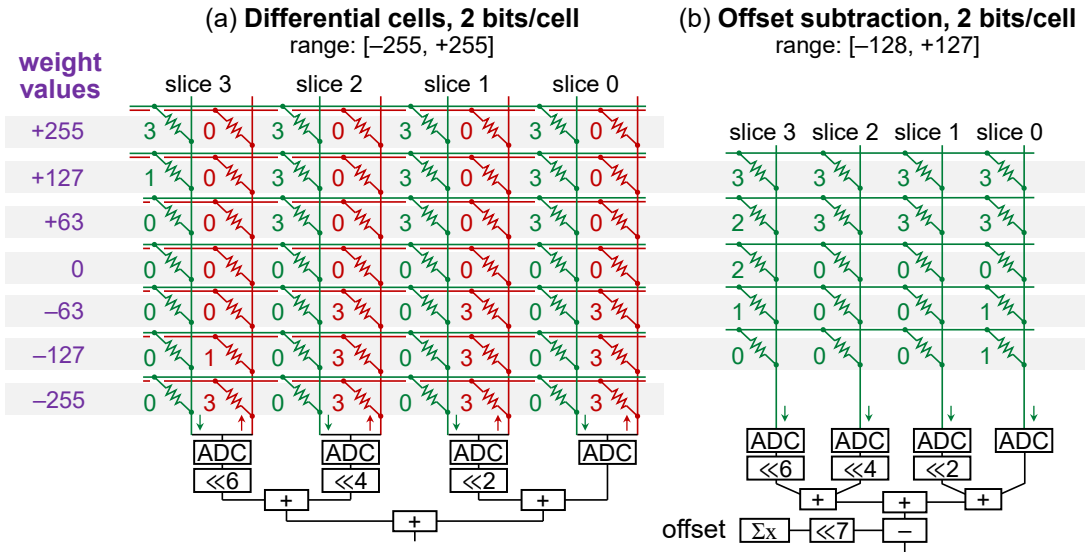 (a) Differential cells, 2 bits/cell
range: [–255, +255]
(b) Offset subtraction, 2 bits/cell
range: [–128, +127]
weight
values
slice 3 slice 2 slice 1 slice 0
+255 3 0 3 0 3 0 3 0
+127 1 0 3 0 3 0 3 0
+63 0 0 3 0 3 0 3 0
0 0 0 0 0 0 0 0 0
–63 0 0 0 3 0 3 0 3
–127 0 1 0 3 0 3 0 3
–255 0 3 0 3 0 3 0 3
ADC ADC ADC ADC
≪6 ≪4 ≪2
+ +
+
slice 3 slice 2 slice 1 slice 0
3 3 3 3
2 3 3 3
2 0 0 0
1 0 0 1
0 0 0 1
ADC ADC ADC ADC
≪6 ≪4 ≪2
+ + +
offset Σx ≪7 –